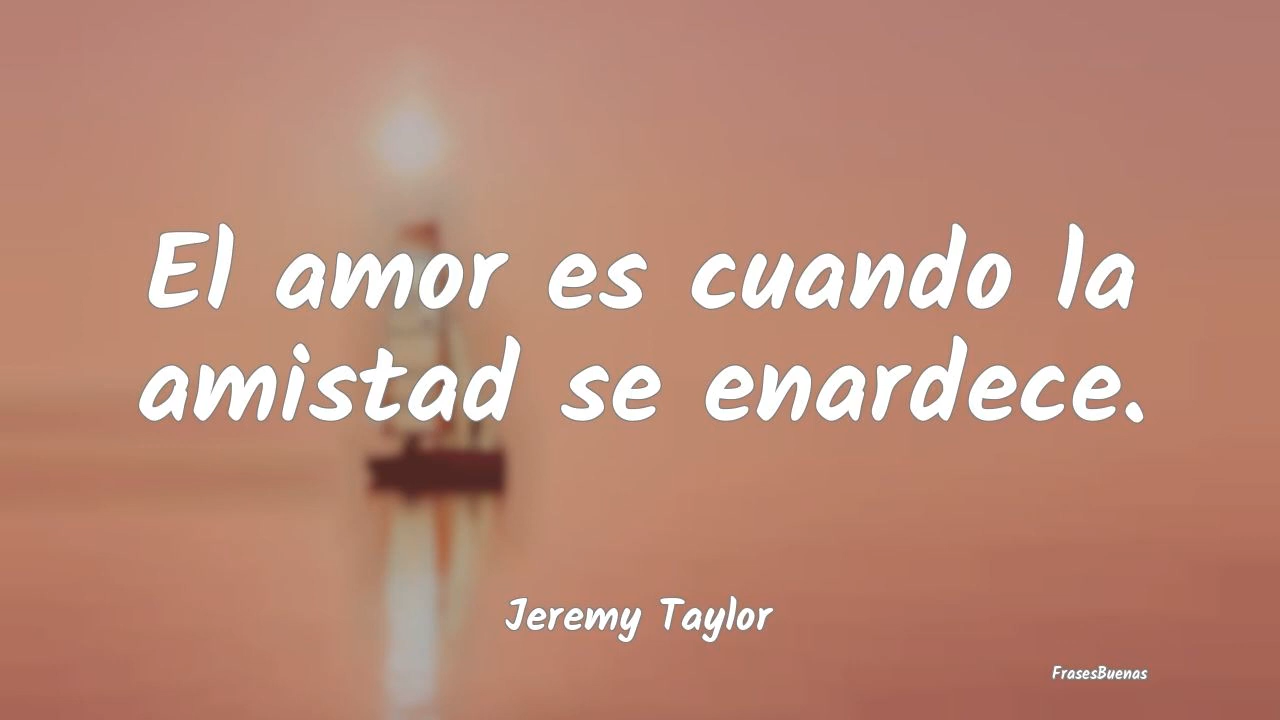 El amor es cuando la
amistad se enardece.
Jeremy Taylor
FrasesBuenas